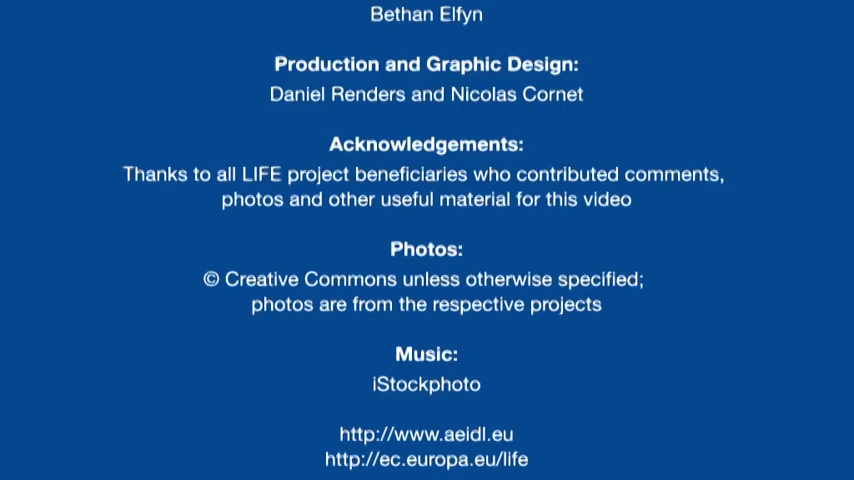 Bethan Elfyn
Production and Graphic Design:
Daniel Renders and Nicolas Cornet
Acknowledgements:
Thanks to all LIFE project beneficiaries who contributed comments,
photos and other useful material for this video
Photos:
© Creative Commons unless otherwise specified;
photos are from the respective projects
Music:
iStockphoto
http://www.aeidl.eu
http://ec.europa.eu/life